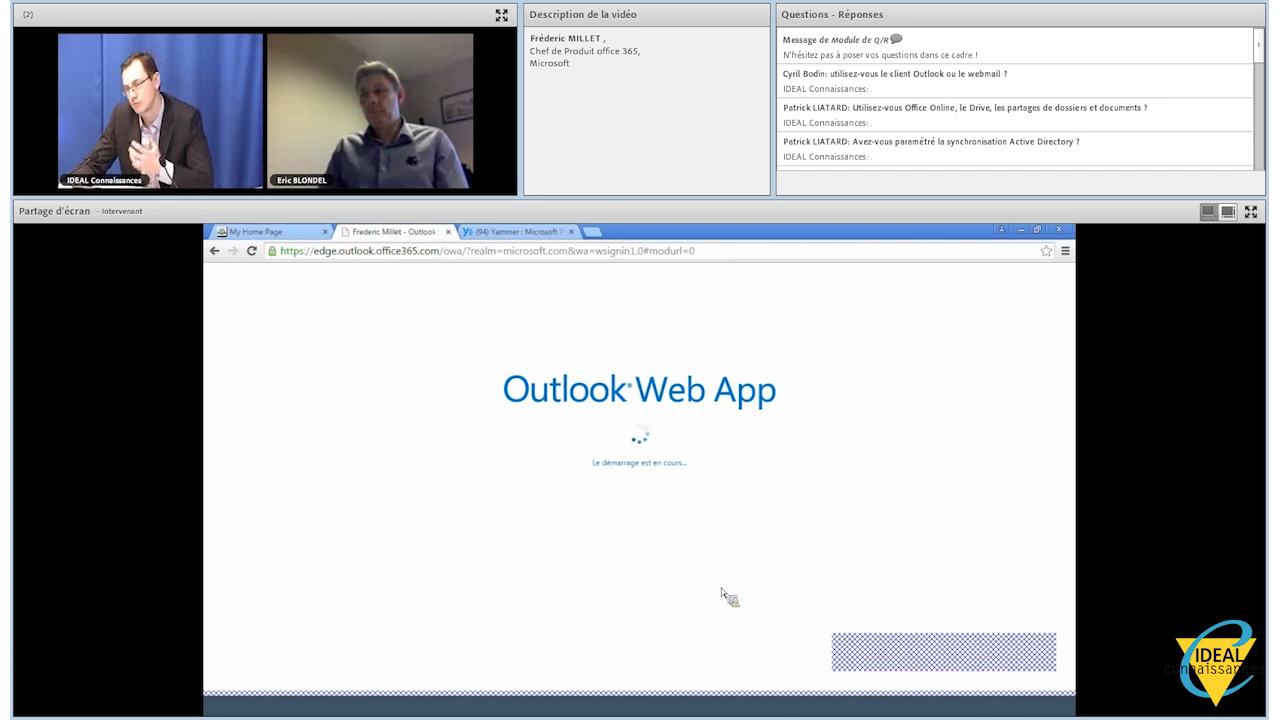 (2)
IDEAL Connaissances
Eric BLONDEL
Description de la vidéo
Fréderic MILLET ,
Chef de Produit office 365,
Microsoft
Questions - Réponses
Message de Module de Q/R
N'hésitez pas à poser vos questions dans ce cadre !
Cyril Bodin: utilisez-vous le client Outlook ou le webmail ?
IDEAL Connaissances: .
Patrick LIATARD: Utilisez-vous Office Online, le Drive, les partages de dossiers et documents ?
IDEAL Connaissances: .
Patrick LIATARD: Avez-vous paramétré la synchronisation Active Directory ?
IDEAL Connaissances: .
Partage d'écran - Intervenant
My Home Page
Frederic Millet - Outlook
(94) Yammer : Microsoft
https://edge.outlook.office365.com/owa/?realm=microsoft.com&wa=wsignin1.0#modurl=0
Outlook Web App
Le démarrage est en cours...
IDEAL
connaissances